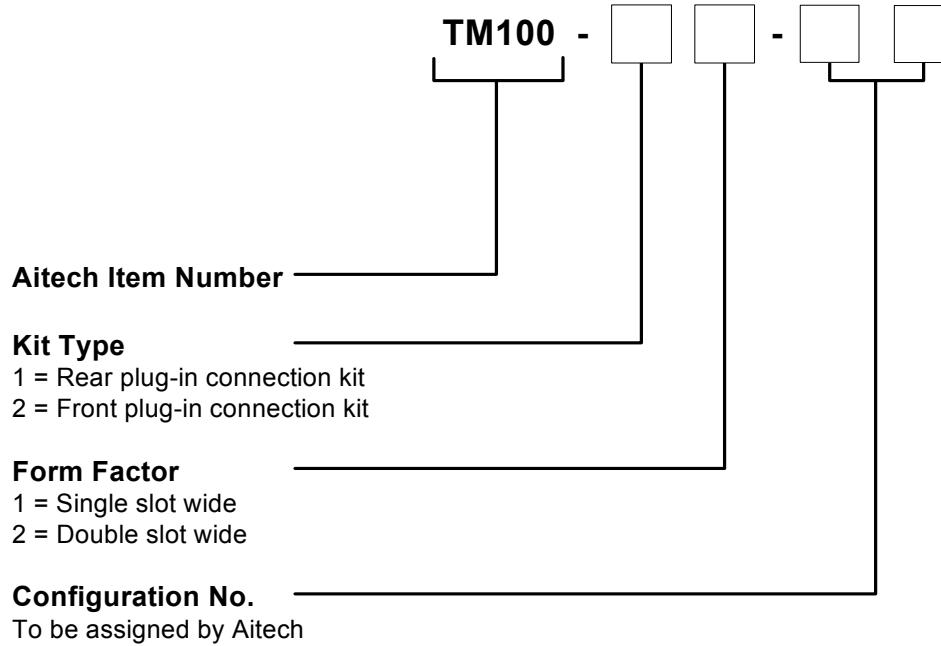 TM100 - -
Aitech Item Number
Kit Type
1 = Rear plug-in connection kit
2 = Front plug-in connection kit
Form Factor
1 = Single slot wide
2 = Double slot wide
Configuration No.
To be assigned by Aitech